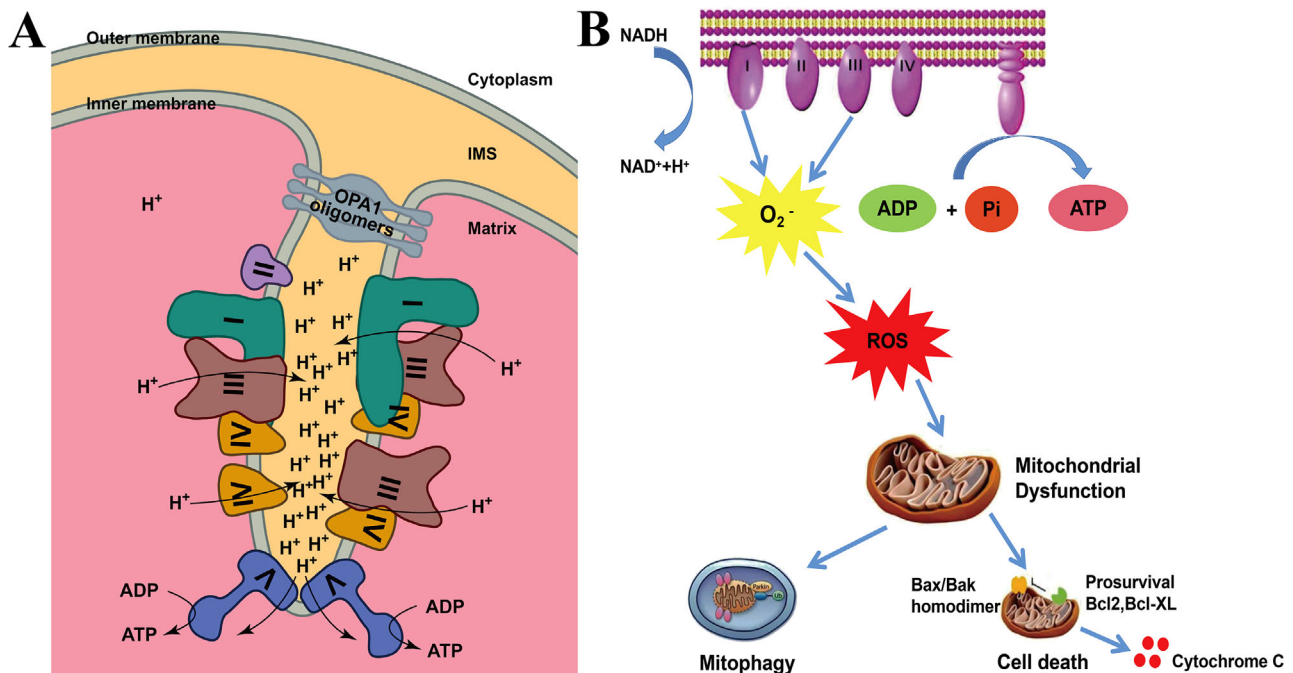 A
Outer membrane
Cytoplasm
Inner membrane
IMS
H⁺
OPA1
oligomers
Matrix
II
H⁺
H⁺
I
I
H⁺
H⁺
H⁺
H⁺
H⁺
H⁺
III
III
H⁺
H⁺
H⁺
IV
IV
H⁺
H⁺
H⁺
H⁺
H⁺
IV
III
H⁺
H⁺
H⁺
H⁺
H⁺
IV
H⁺
H⁺
H⁺
V
V
ADP
ADP
ATP
ATP
B
NADH
I
II
III
IV
NAD⁺+H⁺
O₂⁻
ADP
+
Pi
ATP
ROS
Mitochondrial
Dysfunction
Parkin
Ub
Mitophagy
Bax/Bak
homodimer
Prosurvival
Bcl2,Bcl-XL
Cell death
Cytochrome C